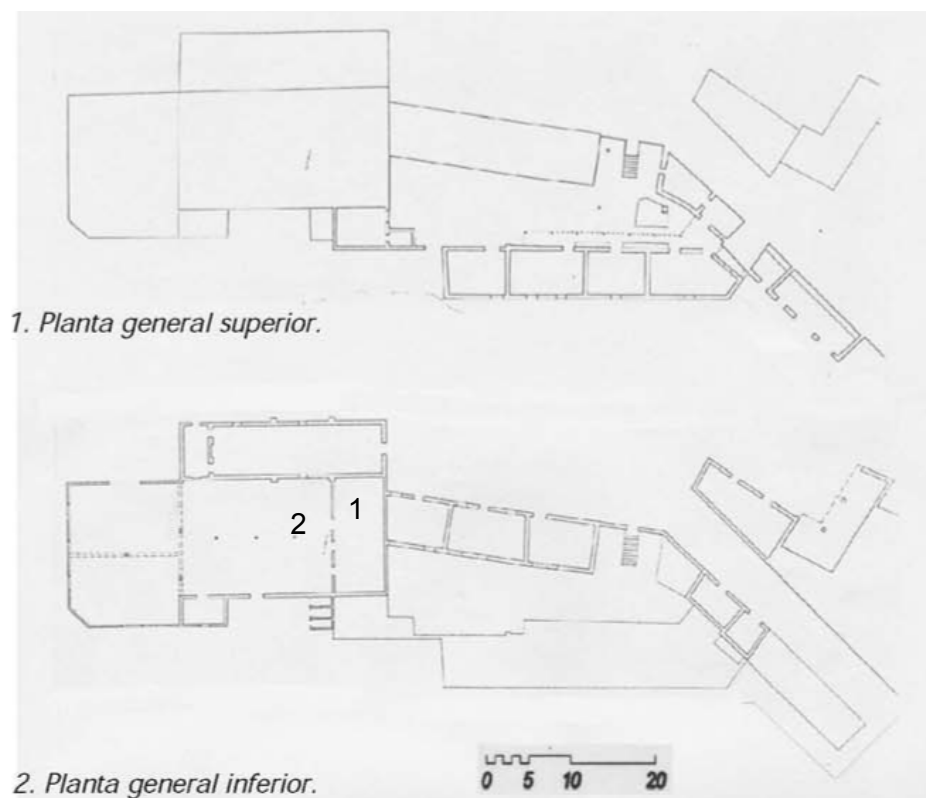 1. Planta general superior.
2 1
2. Planta general inferior.
0 5 10 20